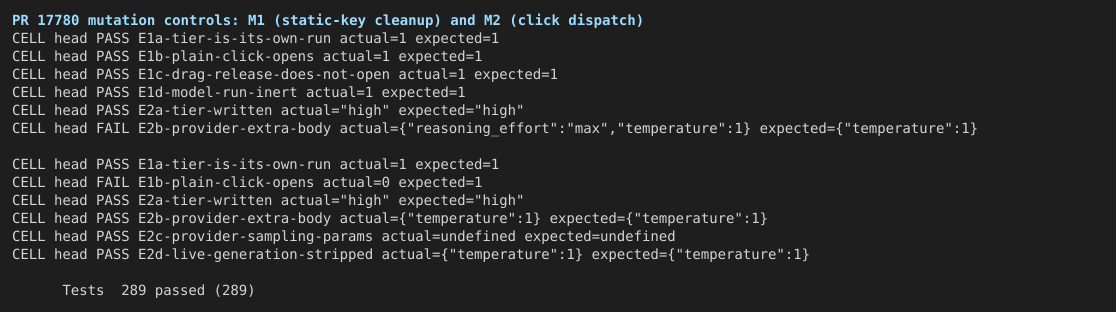 PR 17780 mutation controls: M1 (static-key cleanup) and M2 (click dispatch)
CELL head PASS E1a-tier-is-its-own-run actual=1 expected=1
CELL head PASS E1b-plain-click-opens actual=1 expected=1
CELL head PASS E1c-drag-release-does-not-open actual=1 expected=1
CELL head PASS E1d-model-run-inert actual=1 expected=1
CELL head PASS E2a-tier-written actual="high" expected="high"
CELL head FAIL E2b-provider-extra-body actual={"reasoning_effort":"max","temperature":1} expected={"temperature":1}
CELL head PASS E1a-tier-is-its-own-run actual=1 expected=1
CELL head FAIL E1b-plain-click-opens actual=0 expected=1
CELL head PASS E2a-tier-written actual="high" expected="high"
CELL head PASS E2b-provider-extra-body actual={"temperature":1} expected={"temperature":1}
CELL head PASS E2c-provider-sampling-params actual=undefined expected=undefined
CELL head PASS E2d-live-generation-stripped actual={"temperature":1} expected={"temperature":1}
Tests  289 passed (289)